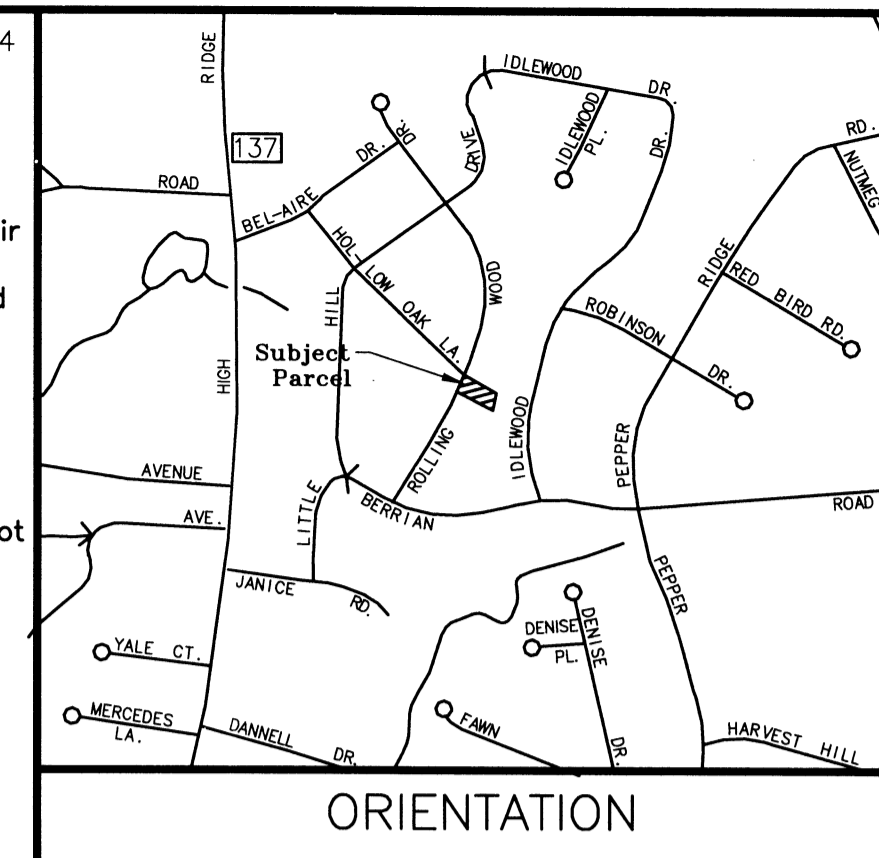 4
ir
d
ot
RIDGE
137
ROAD
BEL-AIRE DR.
DR.
DRIVE
IDLEWOOD DR.
IDLEWOOD
PL.
DR.
RD.
NUTMEG
HOL-LOW OAK LA.
HILL
WOOD
RIDGE
RED BIRD RD.
ROBINSON DR.
HIGH
Subject
Parcel
ROLLING
IDLEWOOD
PEPPER
AVENUE
AVE.
LITTLE
BERRIAN
ROAD
JANICE RD.
PEPPER
YALE CT.
DENISE
PL.
DENISE DR.
MERCEDES
LA.
DANNELL DR.
FAWN
HARVEST HILL
ORIENTATION